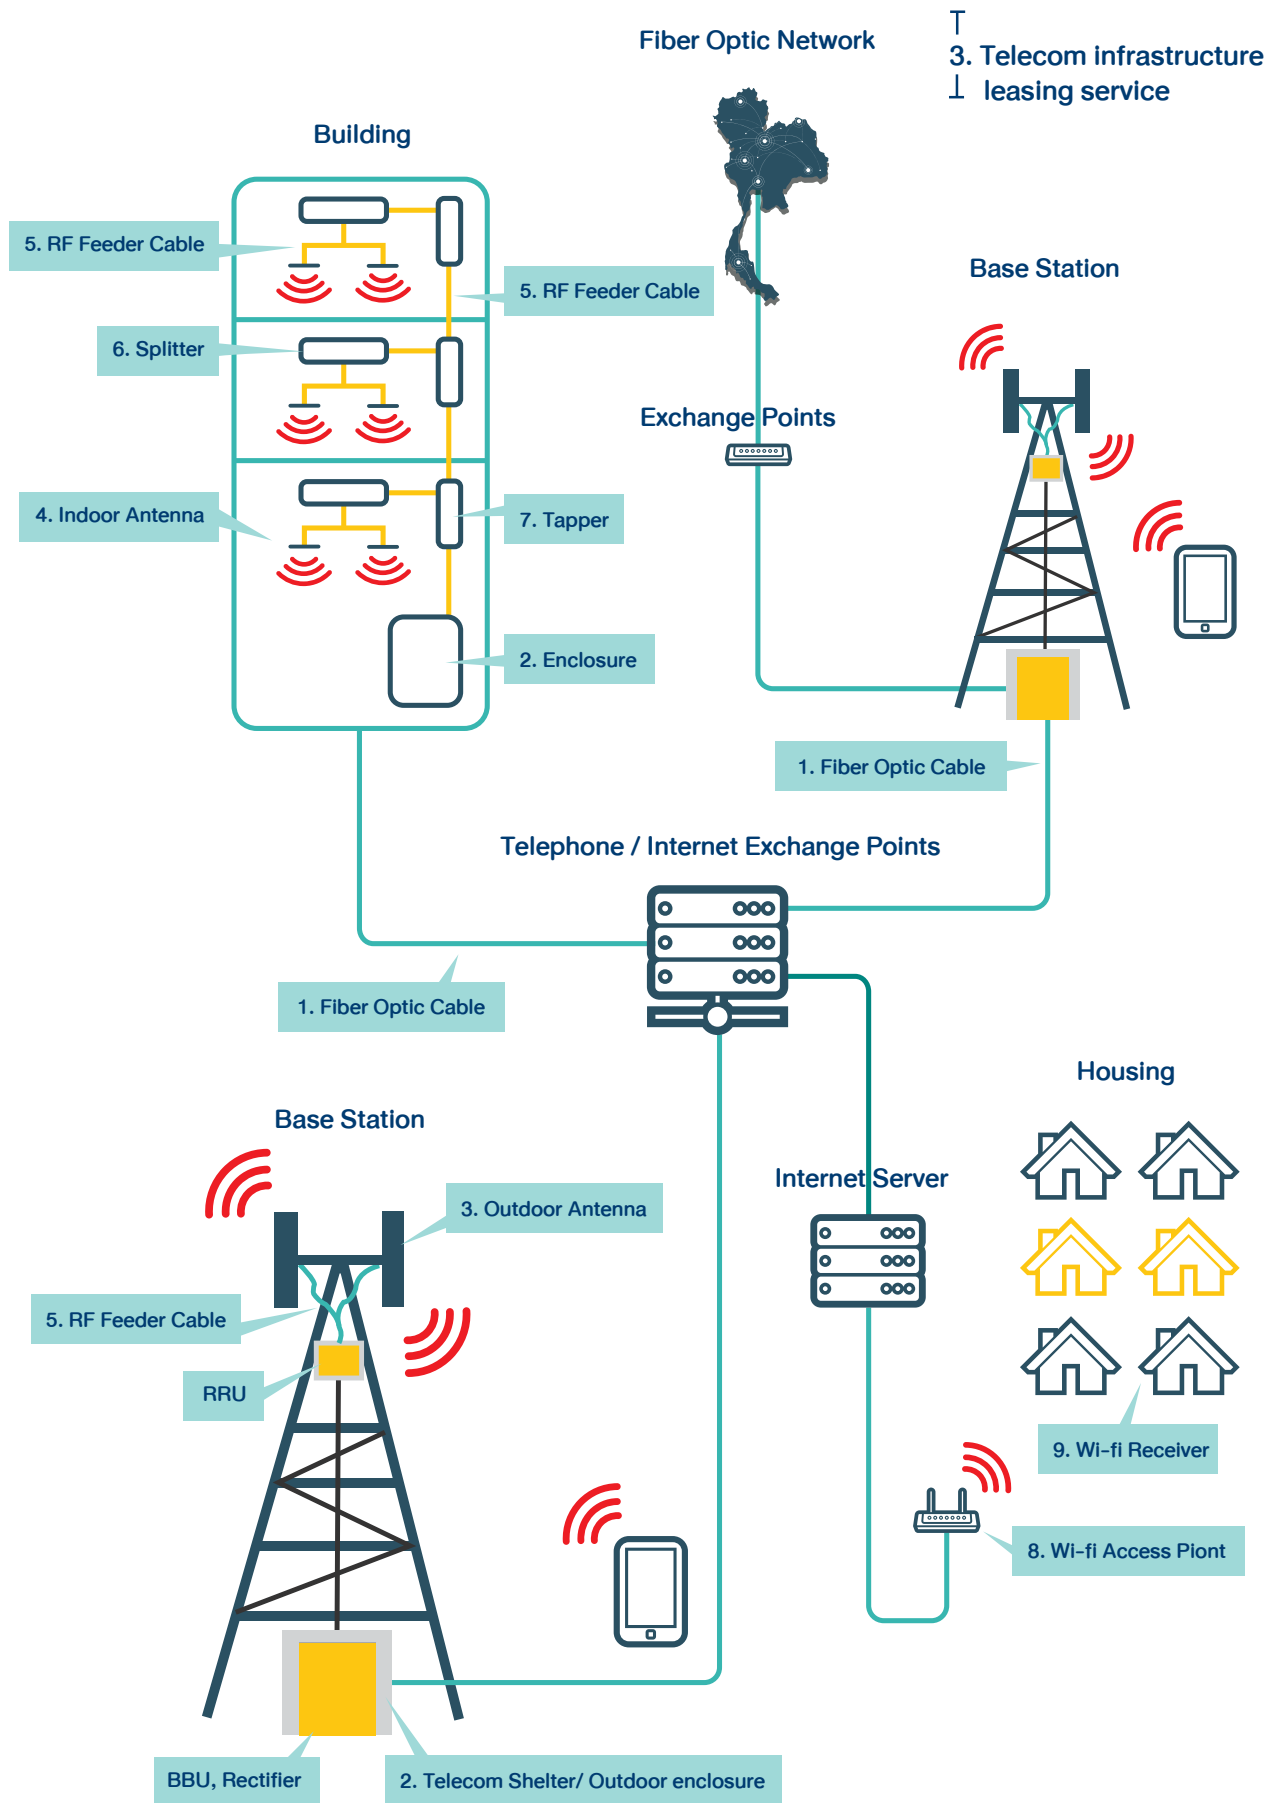 Fiber Optic Network
3. Telecom infrastructure
leasing service
Building
5. RF Feeder Cable
5. RF Feeder Cable
Base Station
6. Splitter
Exchange Points
4. Indoor Antenna
7. Tapper
2. Enclosure
1. Fiber Optic Cable
Telephone / Internet Exchange Points
1. Fiber Optic Cable
Housing
Base Station
Internet Server
3. Outdoor Antenna
5. RF Feeder Cable
RRU
9. Wi-fi Receiver
8. Wi-fi Access Piont
BBU, Rectifier
2. Telecom Shelter/ Outdoor enclosure